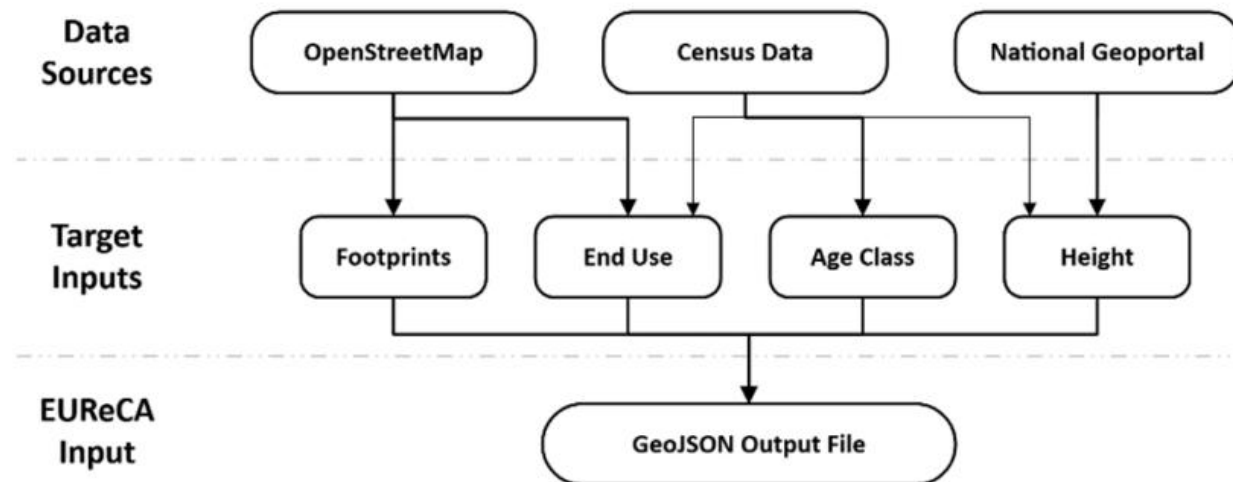 Data
Sources
OpenStreetMap
Census Data
National Geoportal
Target
Inputs
Footprints
End Use
Age Class
Height
EUReCA
Input
GeoJSON Output File